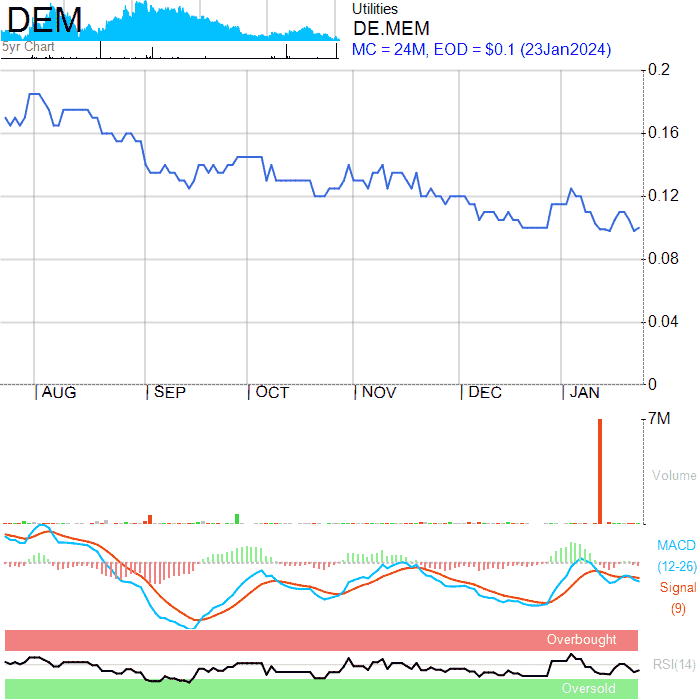 DEM
5yr Chart
Utilities
DE.MEM
MC = 24M, EOD = $0.1 (23Jan2024)
0.2
0.16
0.12
0.08
0.04
0
AUG SEP OCT NOV DEC JAN
7M
Volume
MACD
(12-26)
Signal
(9)
Overbought
RSI(14)
Oversold